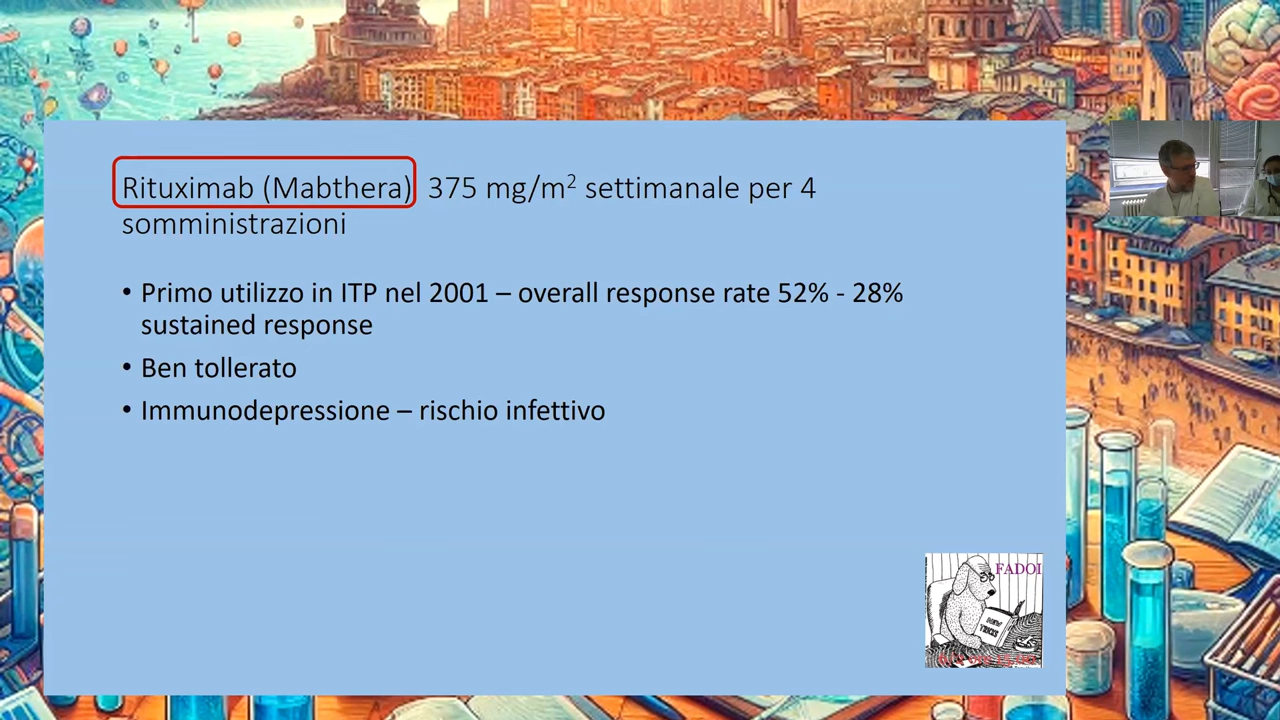 Rituximab (Mabthera) 375 mg/m² settimanale per 4
somministrazioni
• Primo utilizzo in ITP nel 2001 – overall response rate 52% - 28%
sustained response
• Ben tollerato
• Immunodepressione – rischio infettivo
FADOI
NEW